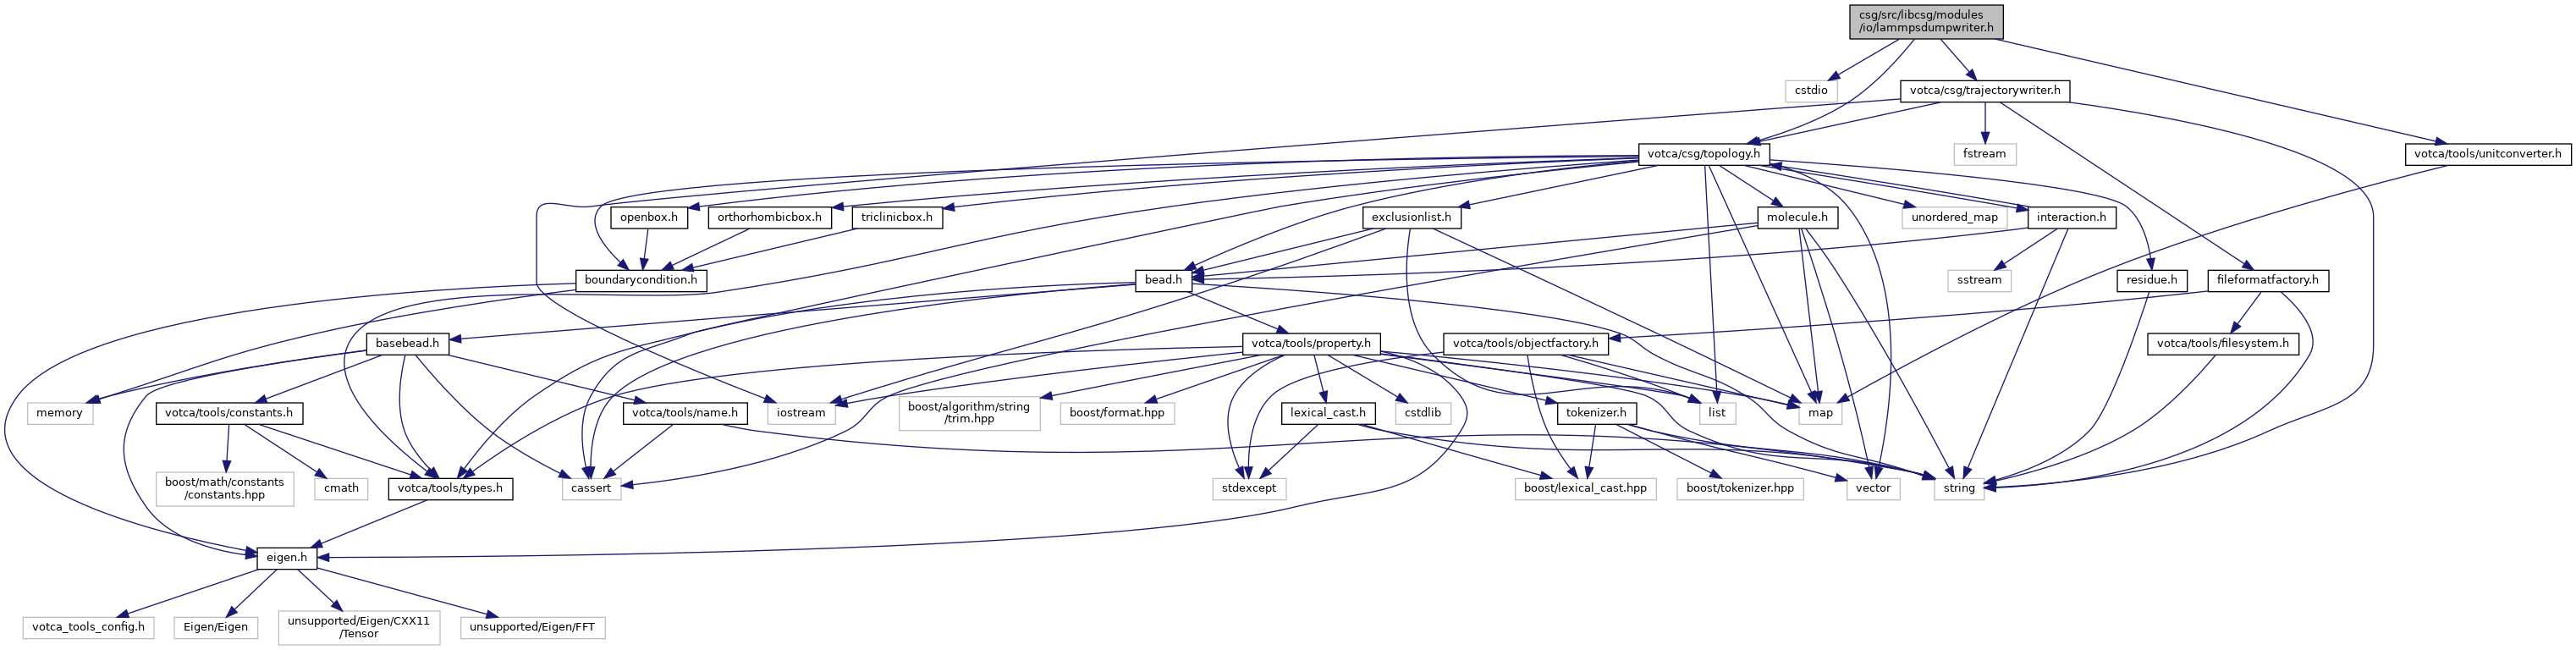 csg/src/libcsg/modules
/io/lammpsdumpwriter.h
cstdio
votca/csg/trajectorywriter.h
votca/csg/topology.h
fstream
votca/tools/unitconverter.h
openbox.h
orthorhombicbox.h
triclinicbox.h
exclusionlist.h
molecule.h
unordered_map
interaction.h
boundarycondition.h
bead.h
sstream
residue.h
fileformatfactory.h
basebead.h
votca/tools/property.h
votca/tools/objectfactory.h
votca/tools/filesystem.h
memory
votca/tools/constants.h
votca/tools/name.h
iostream
boost/algorithm/string
/trim.hpp
boost/format.hpp
lexical_cast.h
cstdlib
tokenizer.h
list
map
boost/math/constants
/constants.hpp
cmath
votca/tools/types.h
cassert
stdexcept
boost/lexical_cast.hpp
boost/tokenizer.hpp
vector
string
eigen.h
votca_tools_config.h
Eigen/Eigen
unsupported/Eigen/CXX11
/Tensor
unsupported/Eigen/FFT